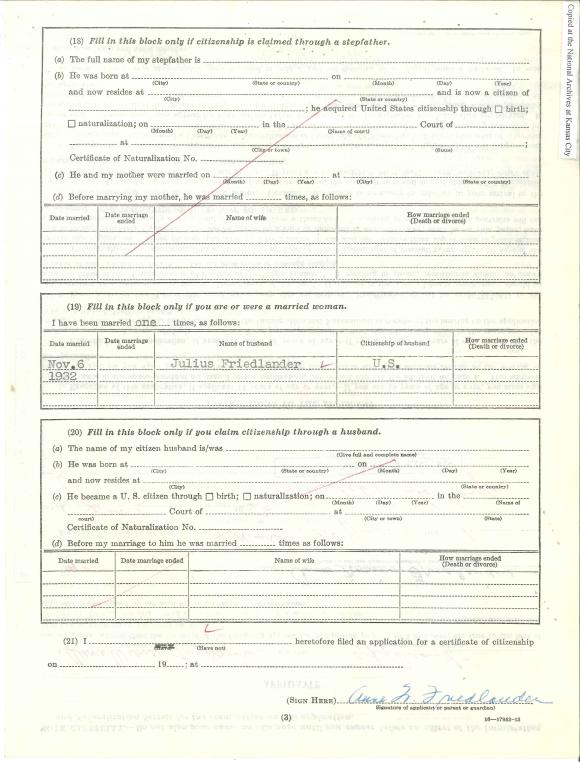 Copied at the National Archives at Kansas City
(18) Fill in this block only if citizenship is claimed through a stepfather.
(a) The full name of my stepfather is
(b) He was born at on
(City) (State or country) (Month) (Day) (Year)
and now resides at and is now a citizen of
(City) (State or country)
; he acquired United States citizenship through ☐ birth;
☐ naturalization; on in the Court of
(Month) (Day) (Year) (Name of court)
at ;
(City or town) (State)
Certificate of Naturalization No.
(c) He and my mother were married on at
(Month) (Day) (Year) (City) (State or country)
(d) Before marrying my mother, he was married times, as follows:
Date married Date marriage ended Name of wife How marriage ended (Death or divorce)
(19) Fill in this block only if you are or were a married woman.
I have been married one times, as follows:
Date married Date marriage ended Name of husband Citizenship of husband How marriage ended (Death or divorce)
Nov.6 Julius Friedlander U.S.
1932
(20) Fill in this block only if you claim citizenship through a husband.
(a) The name of my citizen husband is/was
(Give full and complete name)
(b) He was born at on
(City) (State or country) (Month) (Day) (Year)
and now resides at
(City) (State or country)
(c) He became a U. S. citizen through ☐ birth; ☐ naturalization; on in the
(Month) (Day) (Year) (Name of
Court of at
court) (City or town) (State)
Certificate of Naturalization No.
(d) Before my marriage to him he was married times as follows:
Date married Date marriage ended Name of wife How marriage ended (Death or divorce)
(21) I heretofore filed an application for a certificate of citizenship
(Have) (Have not)
on 19 ; at
(SIGN HERE) Anne W. Friedlander
Signature of applicant or parent or guardian)
(3) 16—17982-13